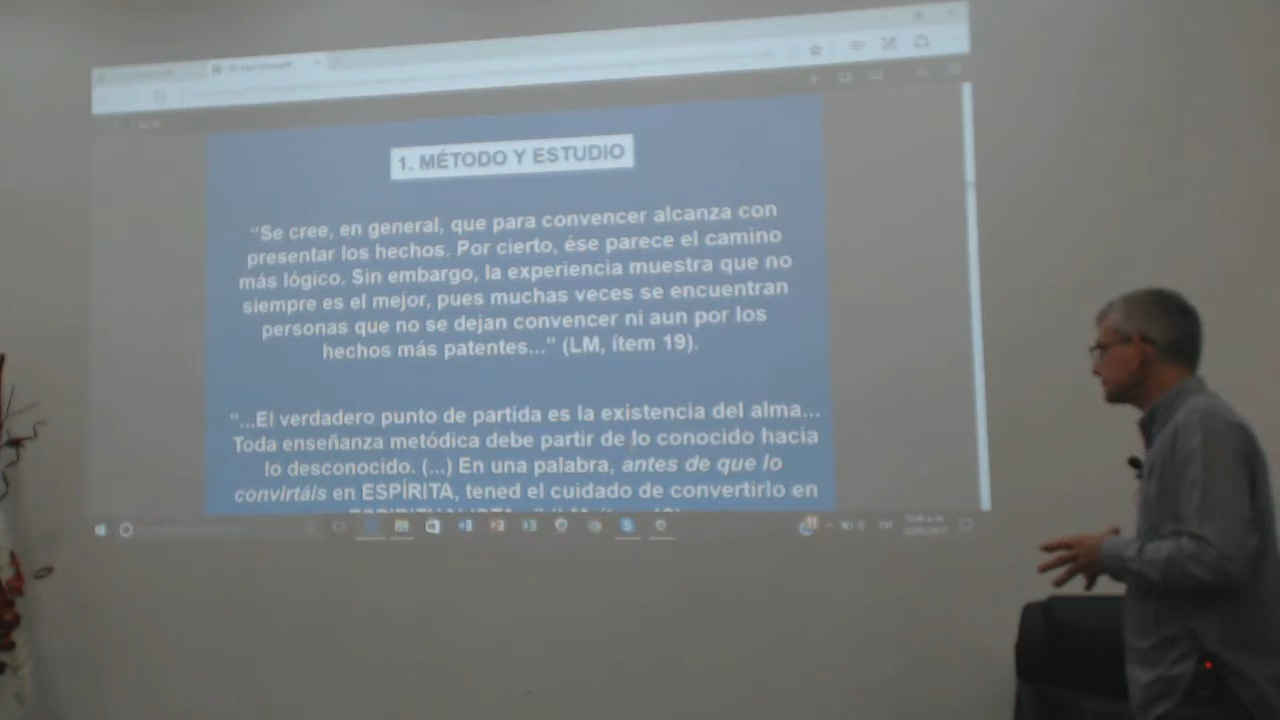 1. MÉTODO Y ESTUDIO
“Se cree, en general, que para convencer alcanza con
presentar los hechos. Por cierto, ése parece el camino
más lógico. Sin embargo, la experiencia muestra que no
siempre es el mejor, pues muchas veces se encuentran
personas que no se dejan convencer ni aun por los
hechos más patentes...” (LM, ítem 19).
“...El verdadero punto de partida es la existencia del alma...
Toda enseñanza metódica debe partir de lo conocido hacia
lo desconocido. (...) En una palabra, antes de que lo
convirtáis en ESPÍRITA, tened el cuidado de convertirlo en